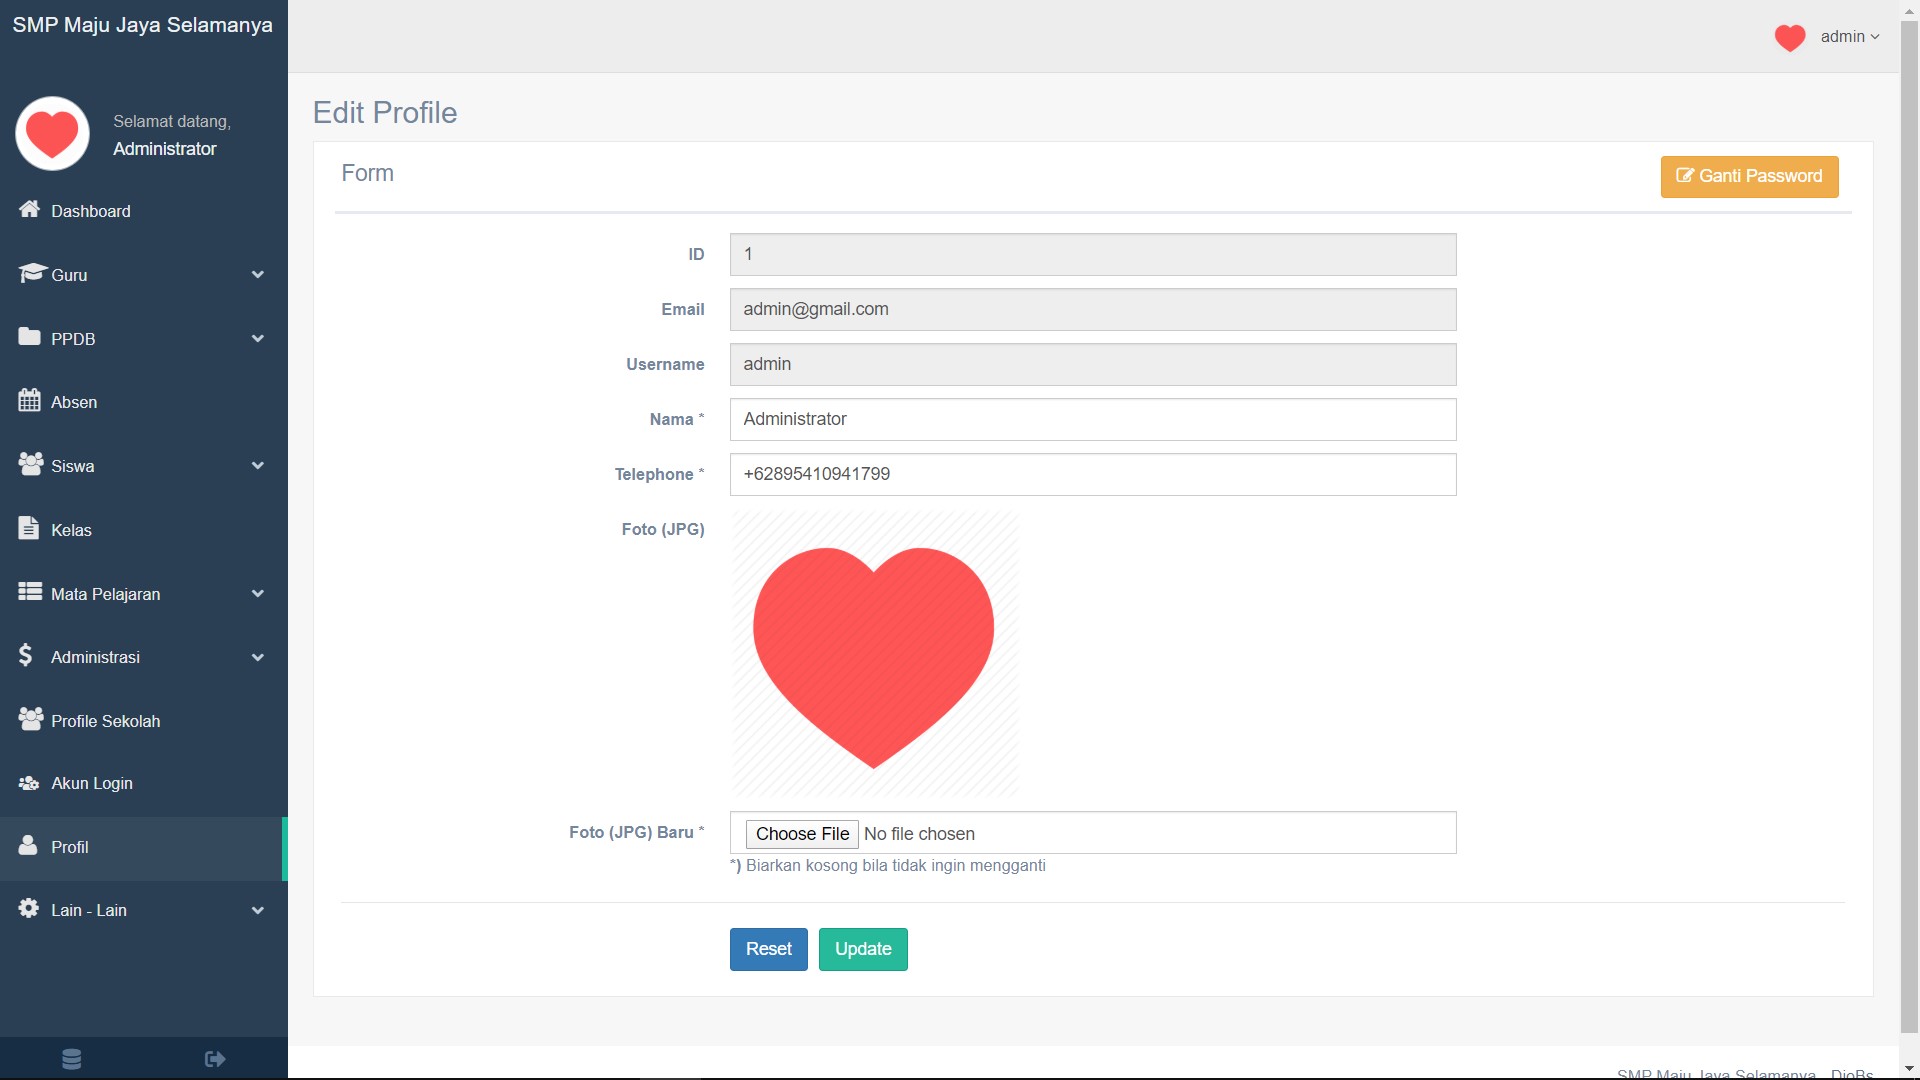 SMP Maju Jaya Selamanya
admin
Selamat datang,
Administrator
Dashboard
Guru
PPDB
Absen
Siswa
Kelas
Mata Pelajaran
Administrasi
Profile Sekolah
Akun Login
Profil
Lain - Lain
Edit Profile
Form
Ganti Password
ID
1
Email
admin@gmail.com
Username
admin
Nama *
Administrator
Telephone *
+62895410941799
Foto (JPG)
Foto (JPG) Baru *
Choose File No file chosen
*) Biarkan kosong bila tidak ingin mengganti
Reset
Update
SMP Maju Jaya Selamanya - DioBs